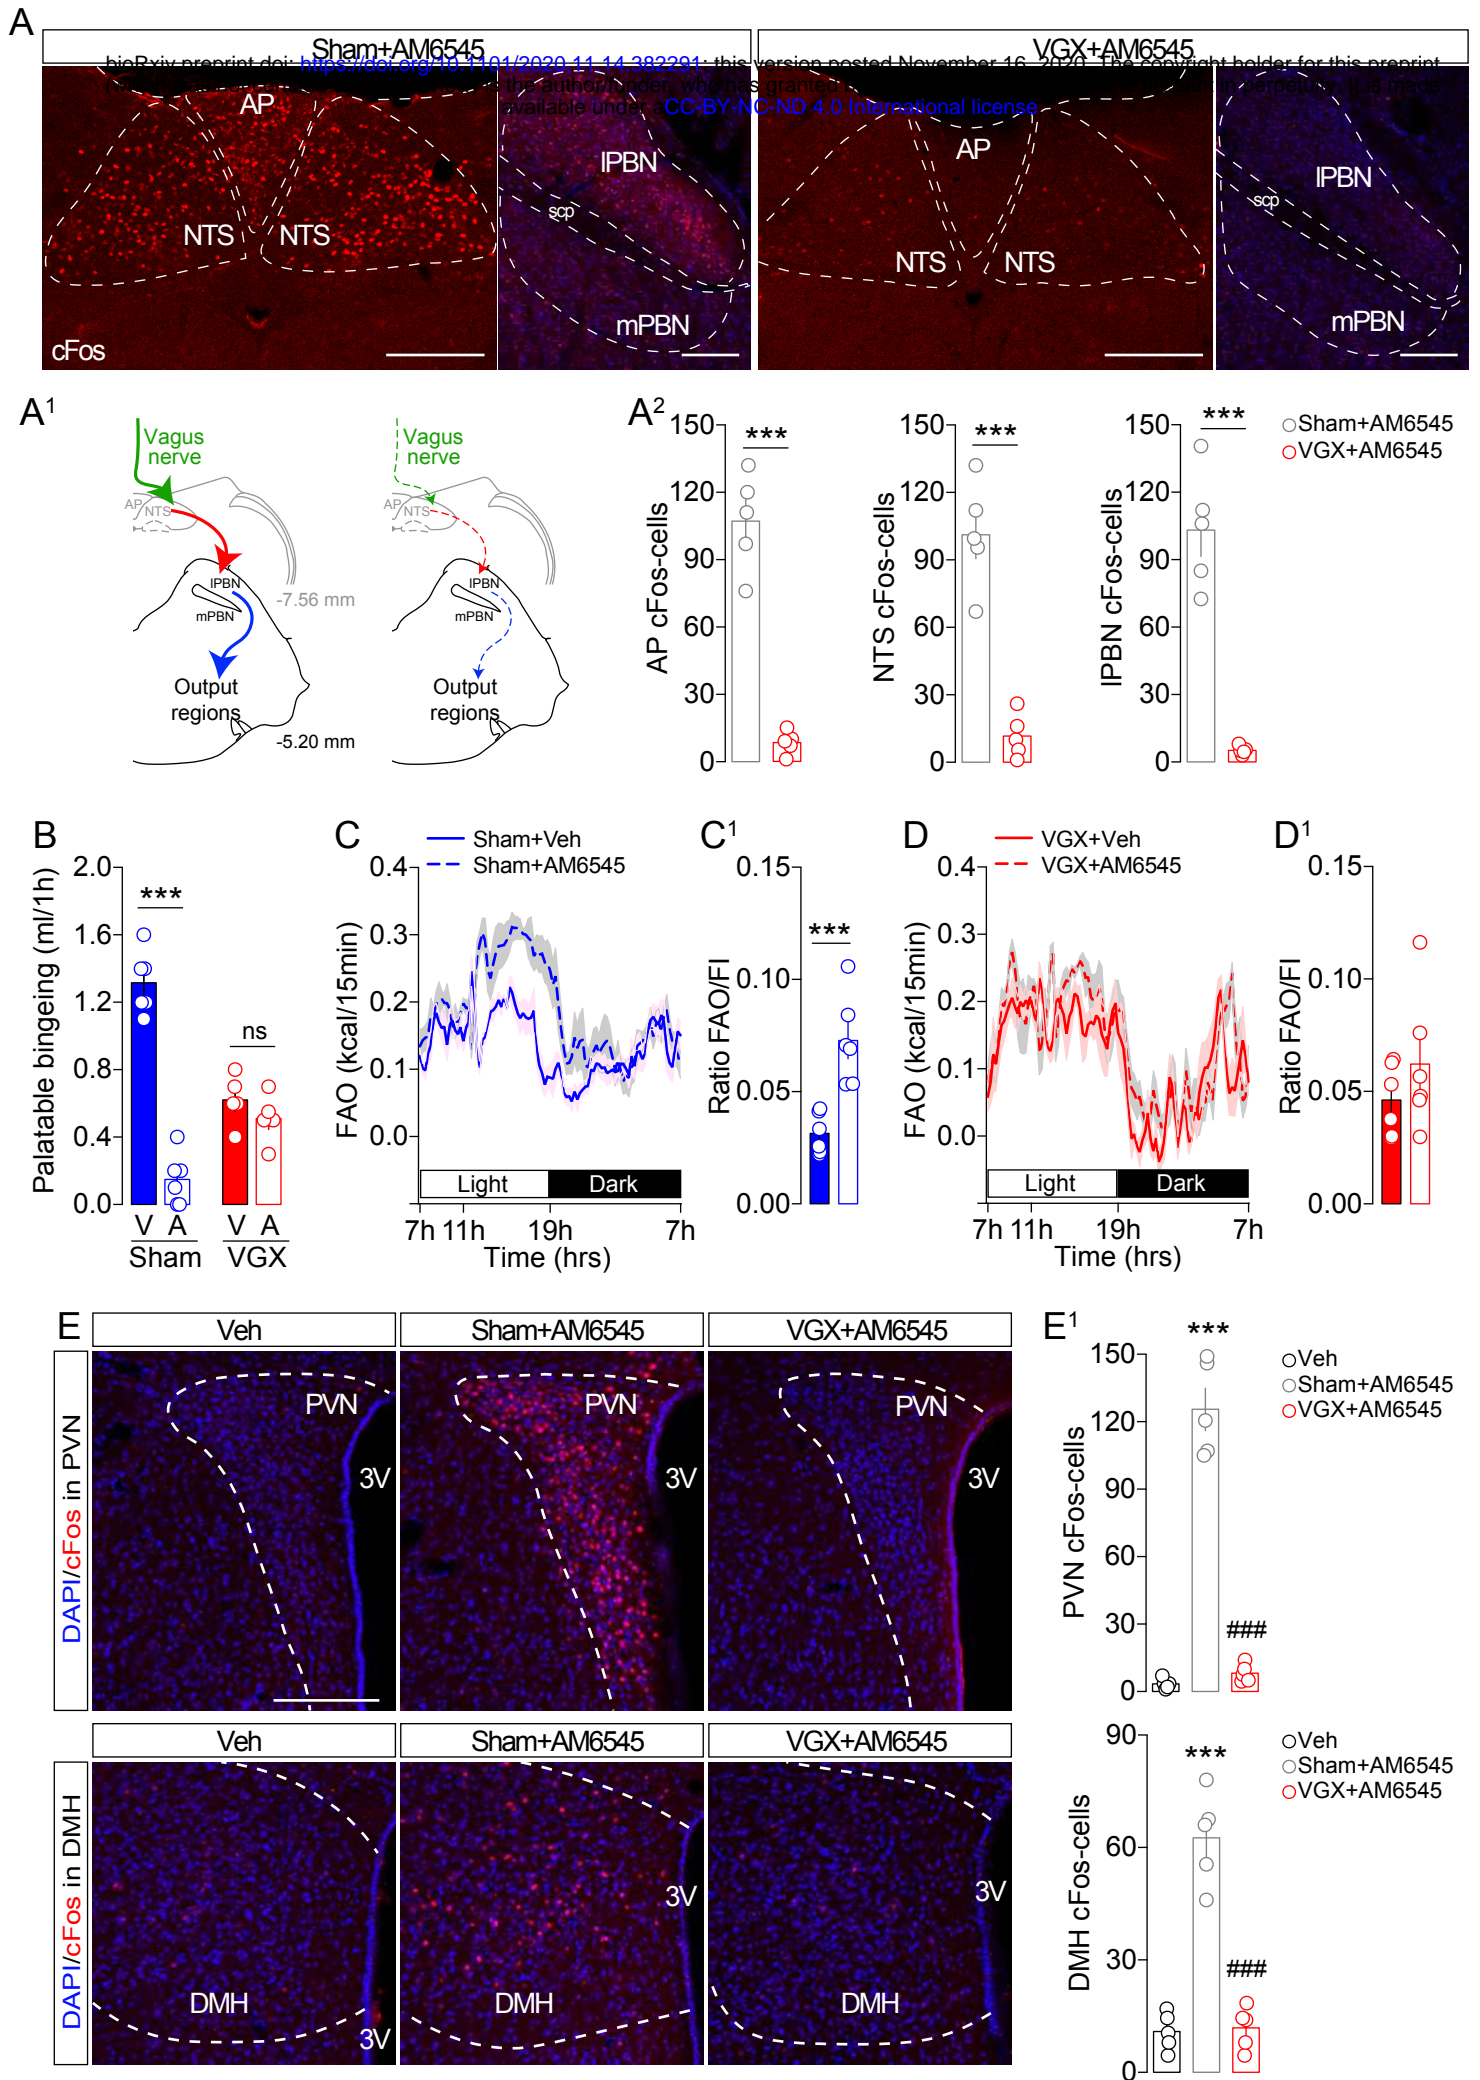 A
Sham+AM6545
VGX+AM6545
bioRxiv preprint doi: https://doi.org/10.1101/2020.11.14.382291; this version posted November 16, 2020. The copyright holder for this preprint
the author/funder, who has granted
in perpetuity. It is made
available under aCC-BY-NC-ND 4.0 International license
AP
NTS
NTS
cFos
lPBN
scp
mPBN
AP
NTS
NTS
lPBN
scp
mPBN
A1
Vagus
nerve
AP
NTS
lPBN
mPBN
-7.56 mm
Output
regions
-5.20 mm
Vagus
nerve
AP
NTS
lPBN
mPBN
Output
regions
A2
AP cFos-cells
150
120
90
60
30
0
***
NTS cFos-cells
150
120
90
60
30
0
***
lPBN cFos-cells
150
120
90
60
30
0
***
Sham+AM6545
VGX+AM6545
B
Palatable bingeing (ml/1h)
2.0
1.6
1.2
0.8
0.4
0.0
***
ns
V A V A
Sham VGX
C
Sham+Veh
Sham+AM6545
FAO (kcal/15min)
0.4
0.3
0.2
0.1
0.0
Light Dark
7h 11h 19h 7h
Time (hrs)
C1
Ratio FAO/FI
0.15
0.10
0.05
0.00
***
D
VGX+Veh
VGX+AM6545
FAO (kcal/15min)
0.4
0.3
0.2
0.1
0.0
Light Dark
7h 11h 19h 7h
Time (hrs)
D1
Ratio FAO/FI
0.15
0.10
0.05
0.00
E
Veh
Sham+AM6545
VGX+AM6545
DAPI/cFos in PVN
PVN
3V
PVN
3V
PVN
3V
Veh
Sham+AM6545
VGX+AM6545
DAPI/cFos in DMH
DMH
3V
DMH
3V
DMH
3V
E1
PVN cFos-cells
150
120
90
60
30
0
***
###
Veh
Sham+AM6545
VGX+AM6545
DMH cFos-cells
90
60
30
0
***
###
Veh
Sham+AM6545
VGX+AM6545